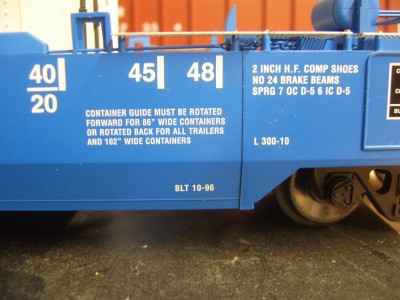 40
20
45
48
CONTAINER GUIDE MUST BE ROTATED
FORWARD FOR 86" WIDE CONTAINERS
OR ROTATED BACK FOR ALL TRAILERS
AND 102" WIDE CONTAINERS
BLT 10-96
2 INCH H.F. COMP SHOES
NO 24 BRAKE BEAMS
SPRG 7 OC D-5 6 IC D-5
L 300-10